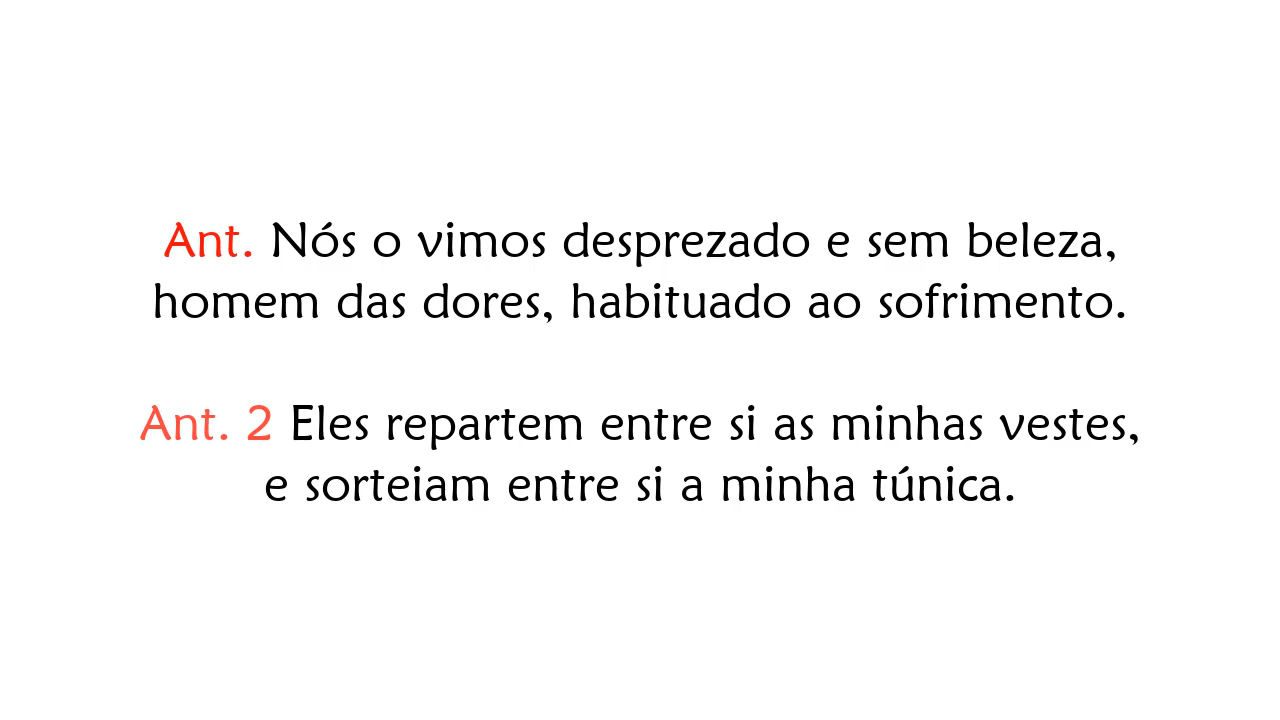 Ant. Nós o vimos desprezado e sem beleza,
homem das dores, habituado ao sofrimento.
Ant. 2 Eles repartem entre si as minhas vestes,
e sorteiam entre si a minha túnica.